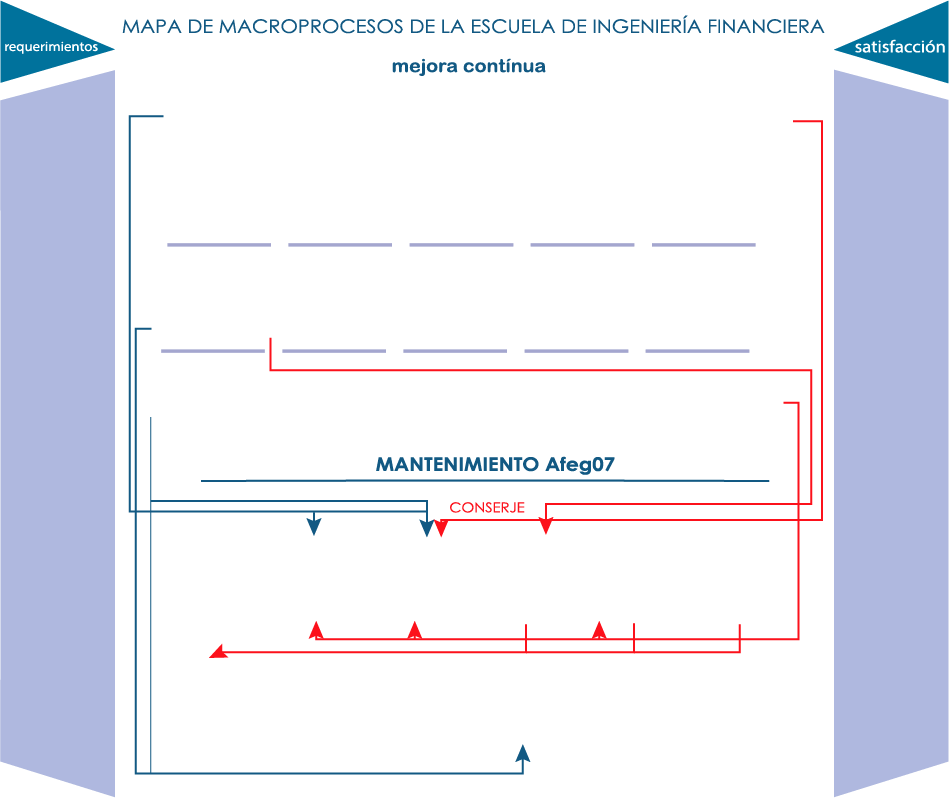 MAPA DE MACROPROCESOS DE LA ESCUELA DE INGENIERÍA FINANCIERA
requerimientos
satisfacción
mejora contínua
MANTENIMIENTO Afeg07
CONSERJE